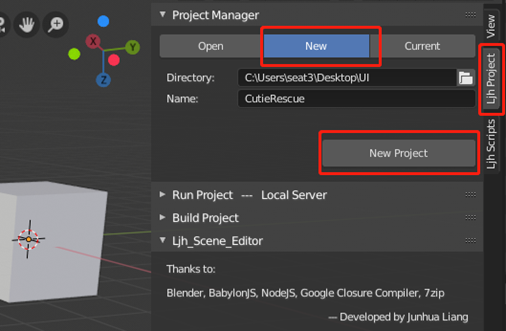 Project Manager
Open New Current
Directory: C:\Users\seat3\Desktop\UI
Name: CutieRescue
New Project
Run Project --- Local Server
Build Project
Ljh_Scene_Editor
Thanks to:
Blender, BabylonJS, NodeJS, Google Closure Compiler, 7zip
— Developed by Junhua Liang
View
Ljh Project
Ljh Scripts
X
Y
Z